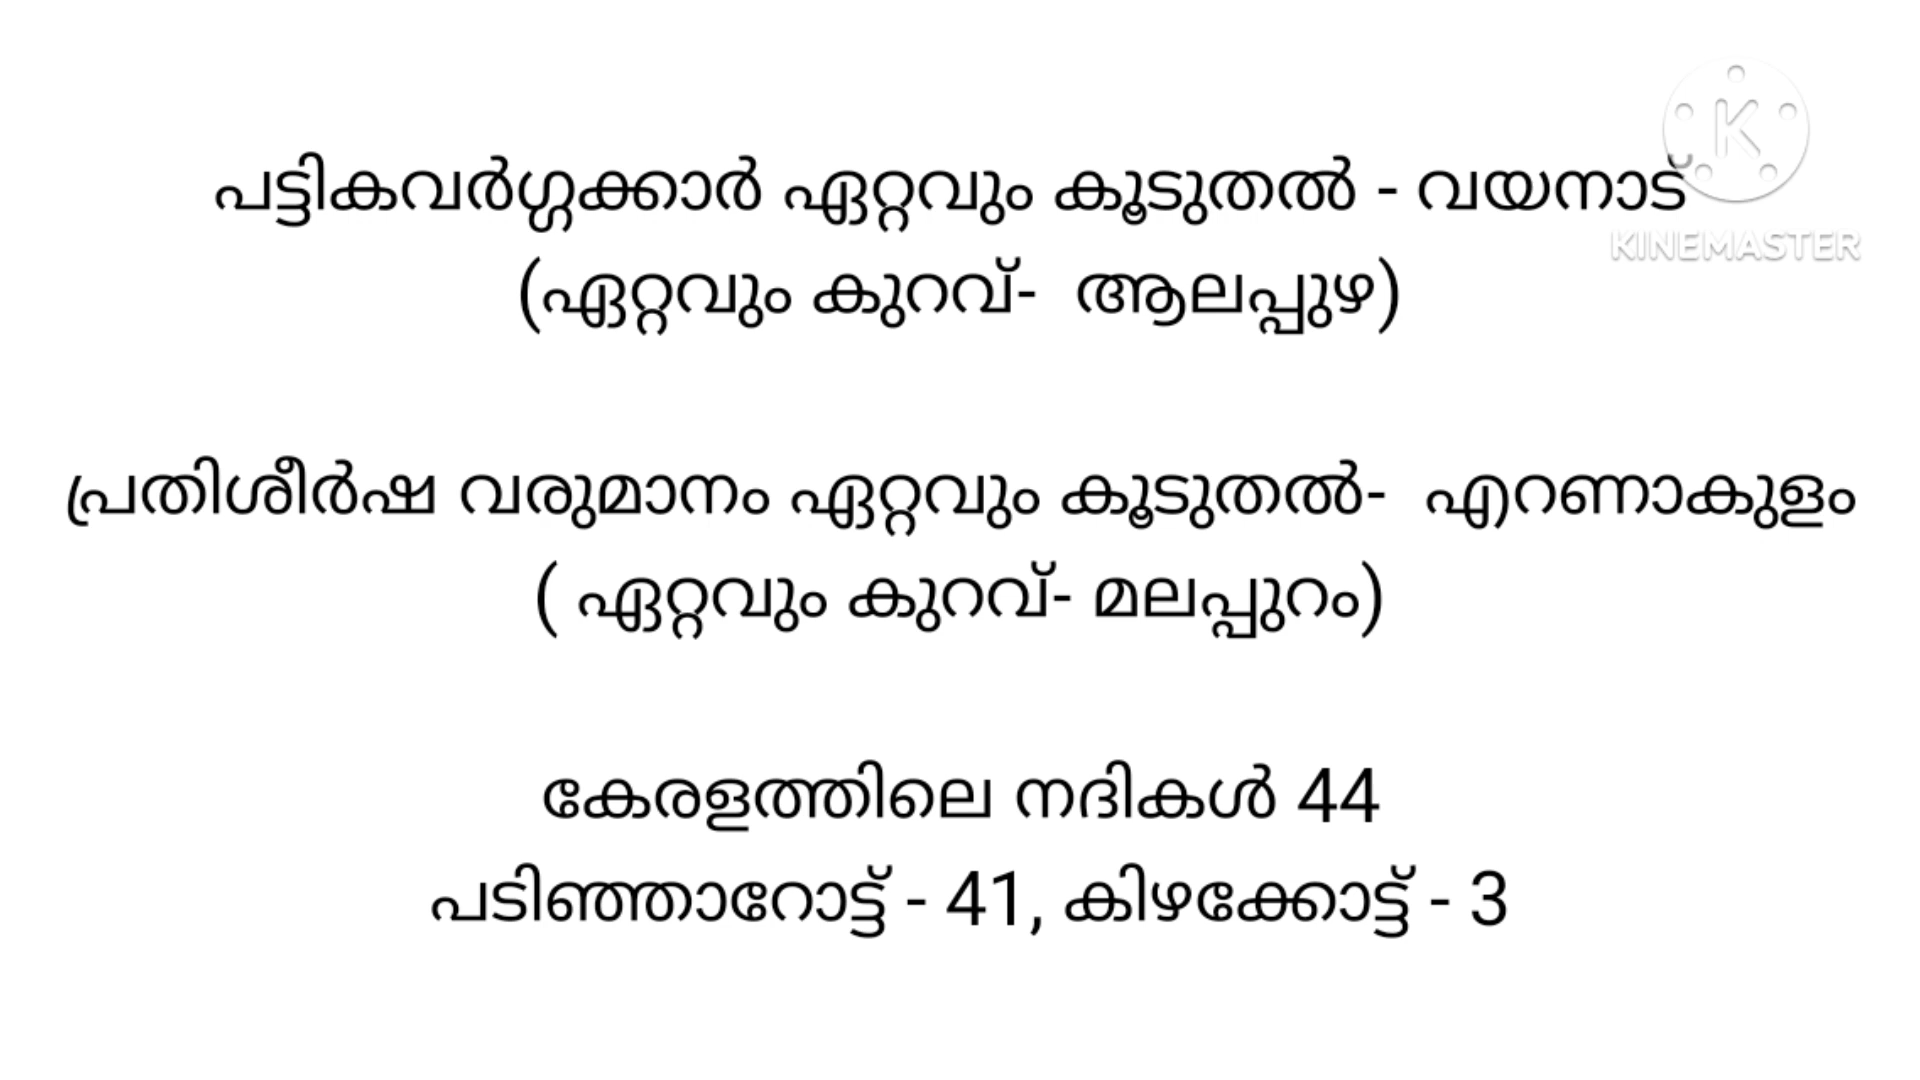 പട്ടികവർഗ്ഗക്കാർ ഏറ്റവും കൂടുതൽ - വയനാട്
(ഏറ്റവും കുറവ്-  ആലപ്പുഴ)
പ്രതിശീർഷ വരുമാനം ഏറ്റവും കൂടുതൽ-  എറണാകുളം
( ഏറ്റവും കുറവ്- മലപ്പുറം)
കേരളത്തിലെ നദികൾ 44
പടിഞ്ഞാറോട്ട് - 41, കിഴക്കോട്ട് - 3
K
KINEMASTER